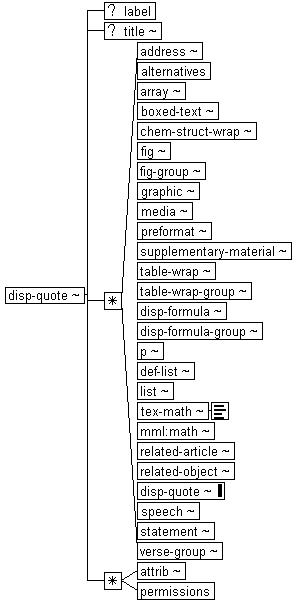 ? label
? title ~
address ~
alternatives
array ~
boxed-text ~
chem-struct-wrap ~
fig ~
fig-group ~
graphic ~
media ~
preformat ~
supplementary-material ~
table-wrap ~
table-wrap-group ~
disp-formula ~
disp-formula-group ~
disp-quote ~
*
p ~
def-list ~
list ~
tex-math ~
mml:math ~
related-article ~
related-object ~
disp-quote ~
speech ~
statement ~
verse-group ~
* attrib ~
permissions